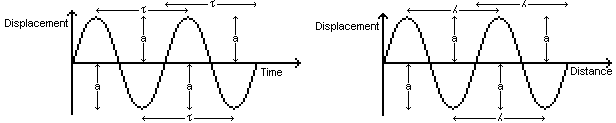 τ
τ
Displacement
a
a
Time
a
a
τ
λ
λ
Displacement
a
a
Distance
a
a
λ